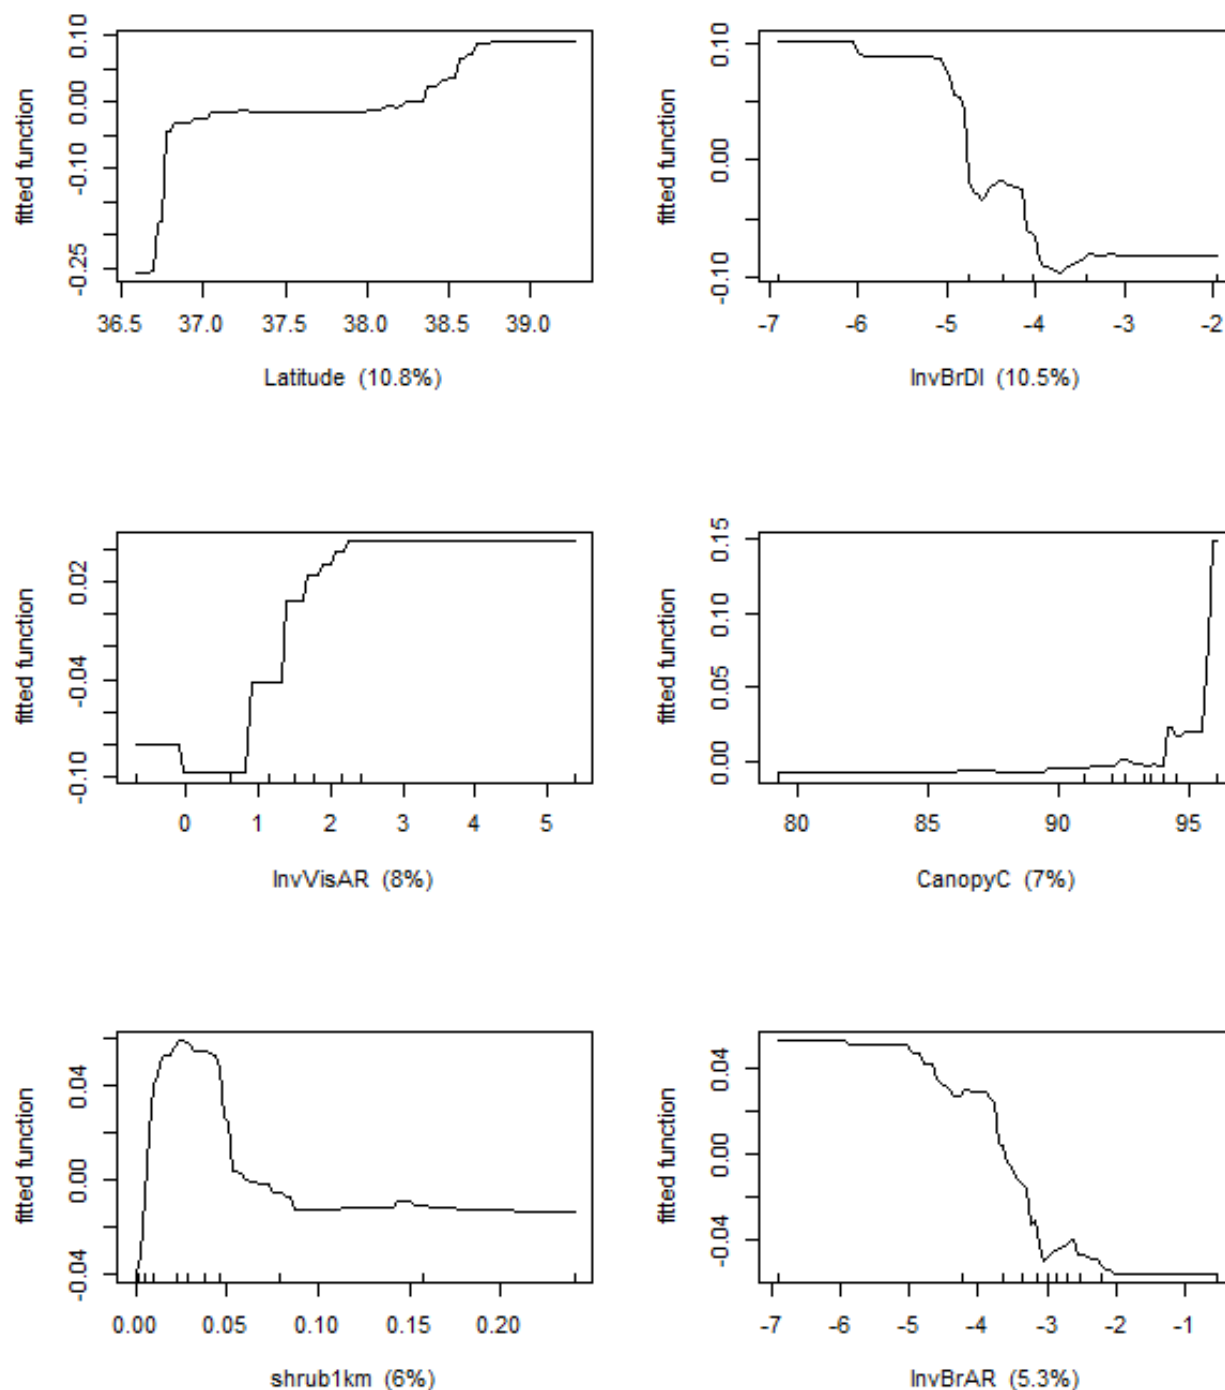 0.10
0.00
-0.10
-0.25
fitted function
36.5 37.0 37.5 38.0 38.5 39.0
Latitude (10.8%)
0.10
0.00
-0.10
fitted function
-7 -6 -5 -4 -3 -2
InvBrDI (10.5%)
0.02
-0.04
-0.10
fitted function
0 1 2 3 4 5
InvVisAR (8%)
0.15
0.10
0.05
0.00
fitted function
80 85 90 95
CanopyC (7%)
0.04
0.00
-0.04
fitted function
0.00 0.05 0.10 0.15 0.20
shrub1km (6%)
0.04
0.00
-0.04
fitted function
-7 -6 -5 -4 -3 -2 -1
InvBrAR (5.3%)